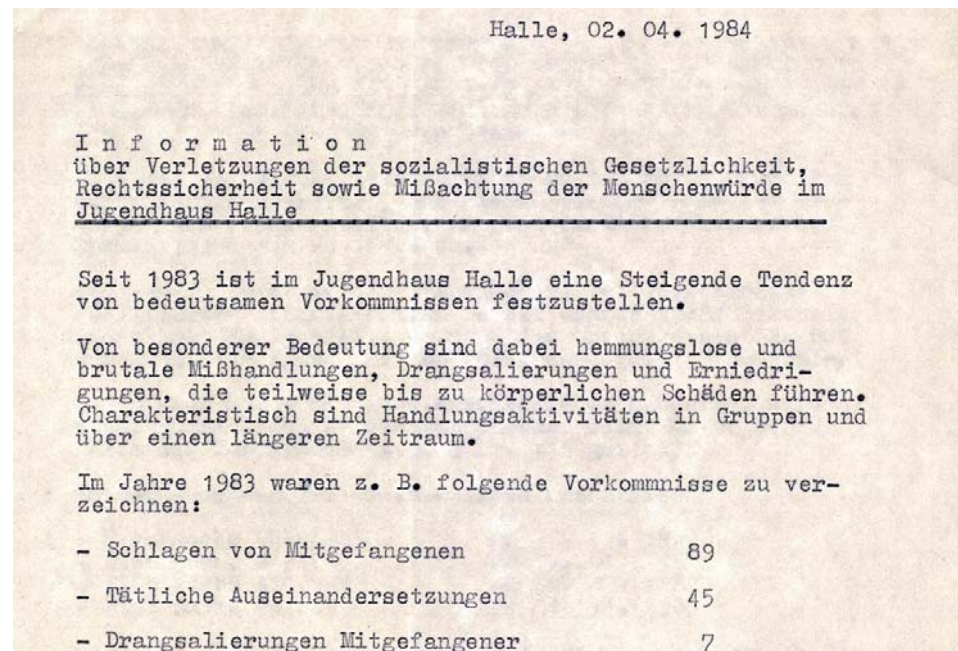 Halle, 02. 04. 1984
I n f o r m a t i o n
über Verletzungen der sozialistischen Gesetzlichkeit,
Rechtssicherheit sowie Mißachtung der Menschenwürde im
Jugendhaus Halle
Seit 1983 ist im Jugendhaus Halle eine Steigende Tendenz
von bedeutsamen Vorkommnissen festzustellen.
Von besonderer Bedeutung sind dabei hemmungslose und
brutale Mißhandlungen, Drangsalierungen und Erniedri-
gungen, die teilweise bis zu körperlichen Schäden führen.
Charakteristisch sind Handlungsaktivitäten in Gruppen und
über einen längeren Zeitraum.
Im Jahre 1983 waren z. B. folgende Vorkommnisse zu ver-
zeichnen:
- Schlagen von Mitgefangenen 89
- Tätliche Auseinandersetzungen 45
- Drangsalierungen Mitgefangener 7